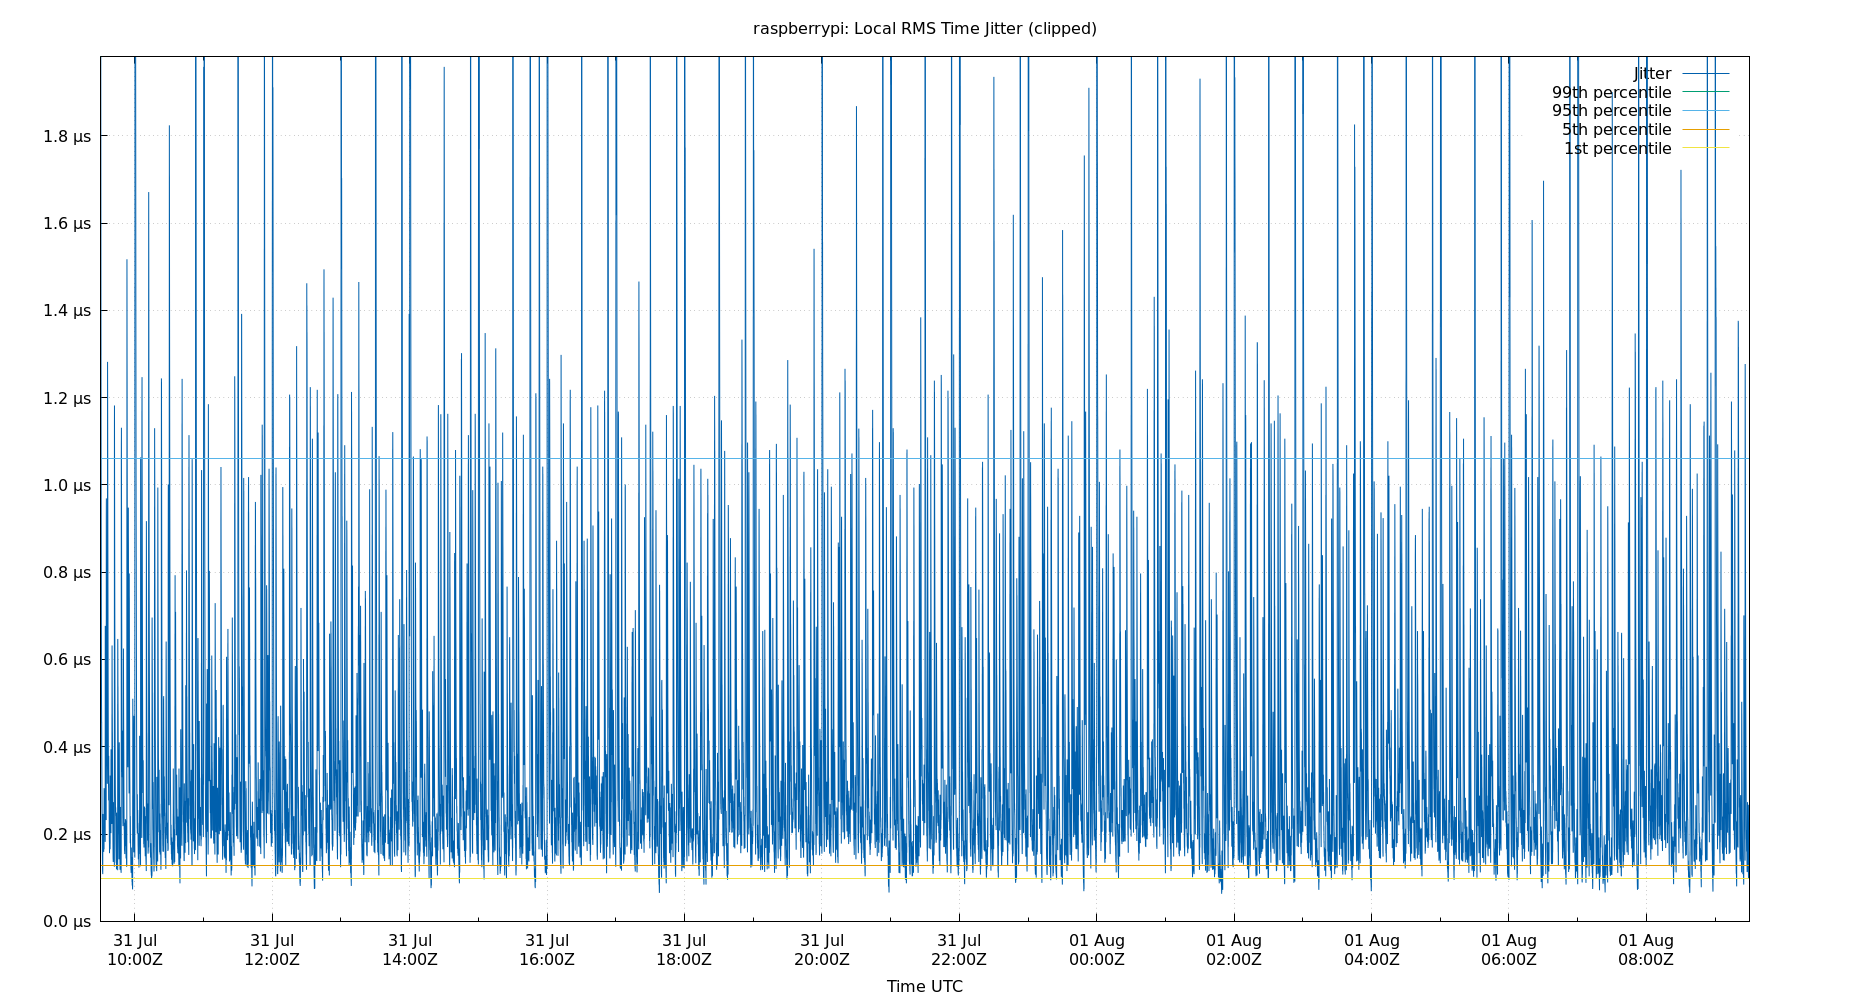 raspberrypi: Local RMS Time Jitter (clipped)
Jitter
99th percentile
95th percentile
5th percentile
1st percentile
1.8 µs
1.6 µs
1.4 µs
1.2 µs
1.0 µs
0.8 µs
0.6 µs
0.4 µs
0.2 µs
0.0 µs
31 Jul 31 Jul 31 Jul 31 Jul 31 Jul 31 Jul 31 Jul 01 Aug 01 Aug 01 Aug 01 Aug 01 Aug
10:00Z 12:00Z 14:00Z 16:00Z 18:00Z 20:00Z 22:00Z 00:00Z 02:00Z 04:00Z 06:00Z 08:00Z
Time UTC